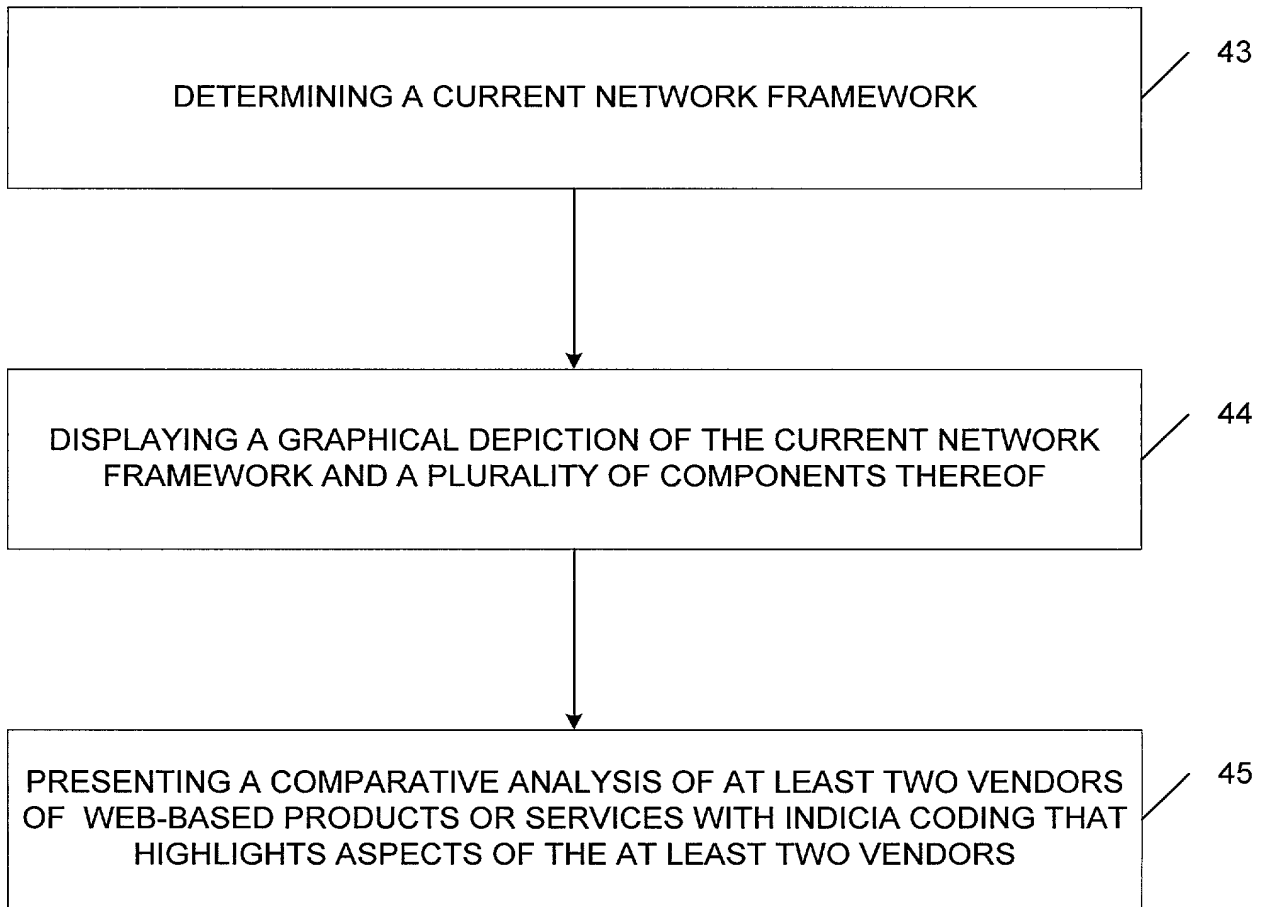 43
DETERMINING A CURRENT NETWORK FRAMEWORK
44
DISPLAYING A GRAPHICAL DEPICTION OF THE CURRENT NETWORK
FRAMEWORK AND A PLURALITY OF COMPONENTS THEREOF
45
PRESENTING A COMPARATIVE ANALYSIS OF AT LEAST TWO VENDORS
OF WEB-BASED PRODUCTS OR SERVICES WITH INDICIA CODING THAT
HIGHLIGHTS ASPECTS OF THE AT LEAST TWO VENDORS